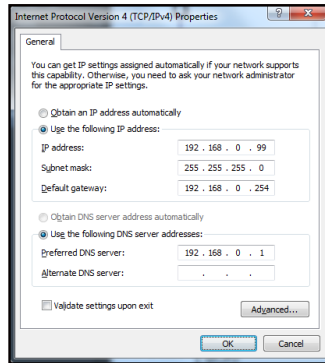 Internet Protocol Version 4 (TCP/IPv4) Properties
General
You can get IP settings assigned automatically if your network supports
this capability. Otherwise, you need to ask your network administrator
for the appropriate IP settings.
Obtain an IP address automatically
Use the following IP address:
IP address: 192 . 168 . 0 . 99
Subnet mask: 255 . 255 . 255 . 0
Default gateway: 192 . 168 . 0 . 254
Obtain DNS server address automatically
Use the following DNS server addresses:
Preferred DNS server: 192 . 168 . 0 . 1
Alternate DNS server: . . .
Validate settings upon exit
Advanced...
OK Cancel